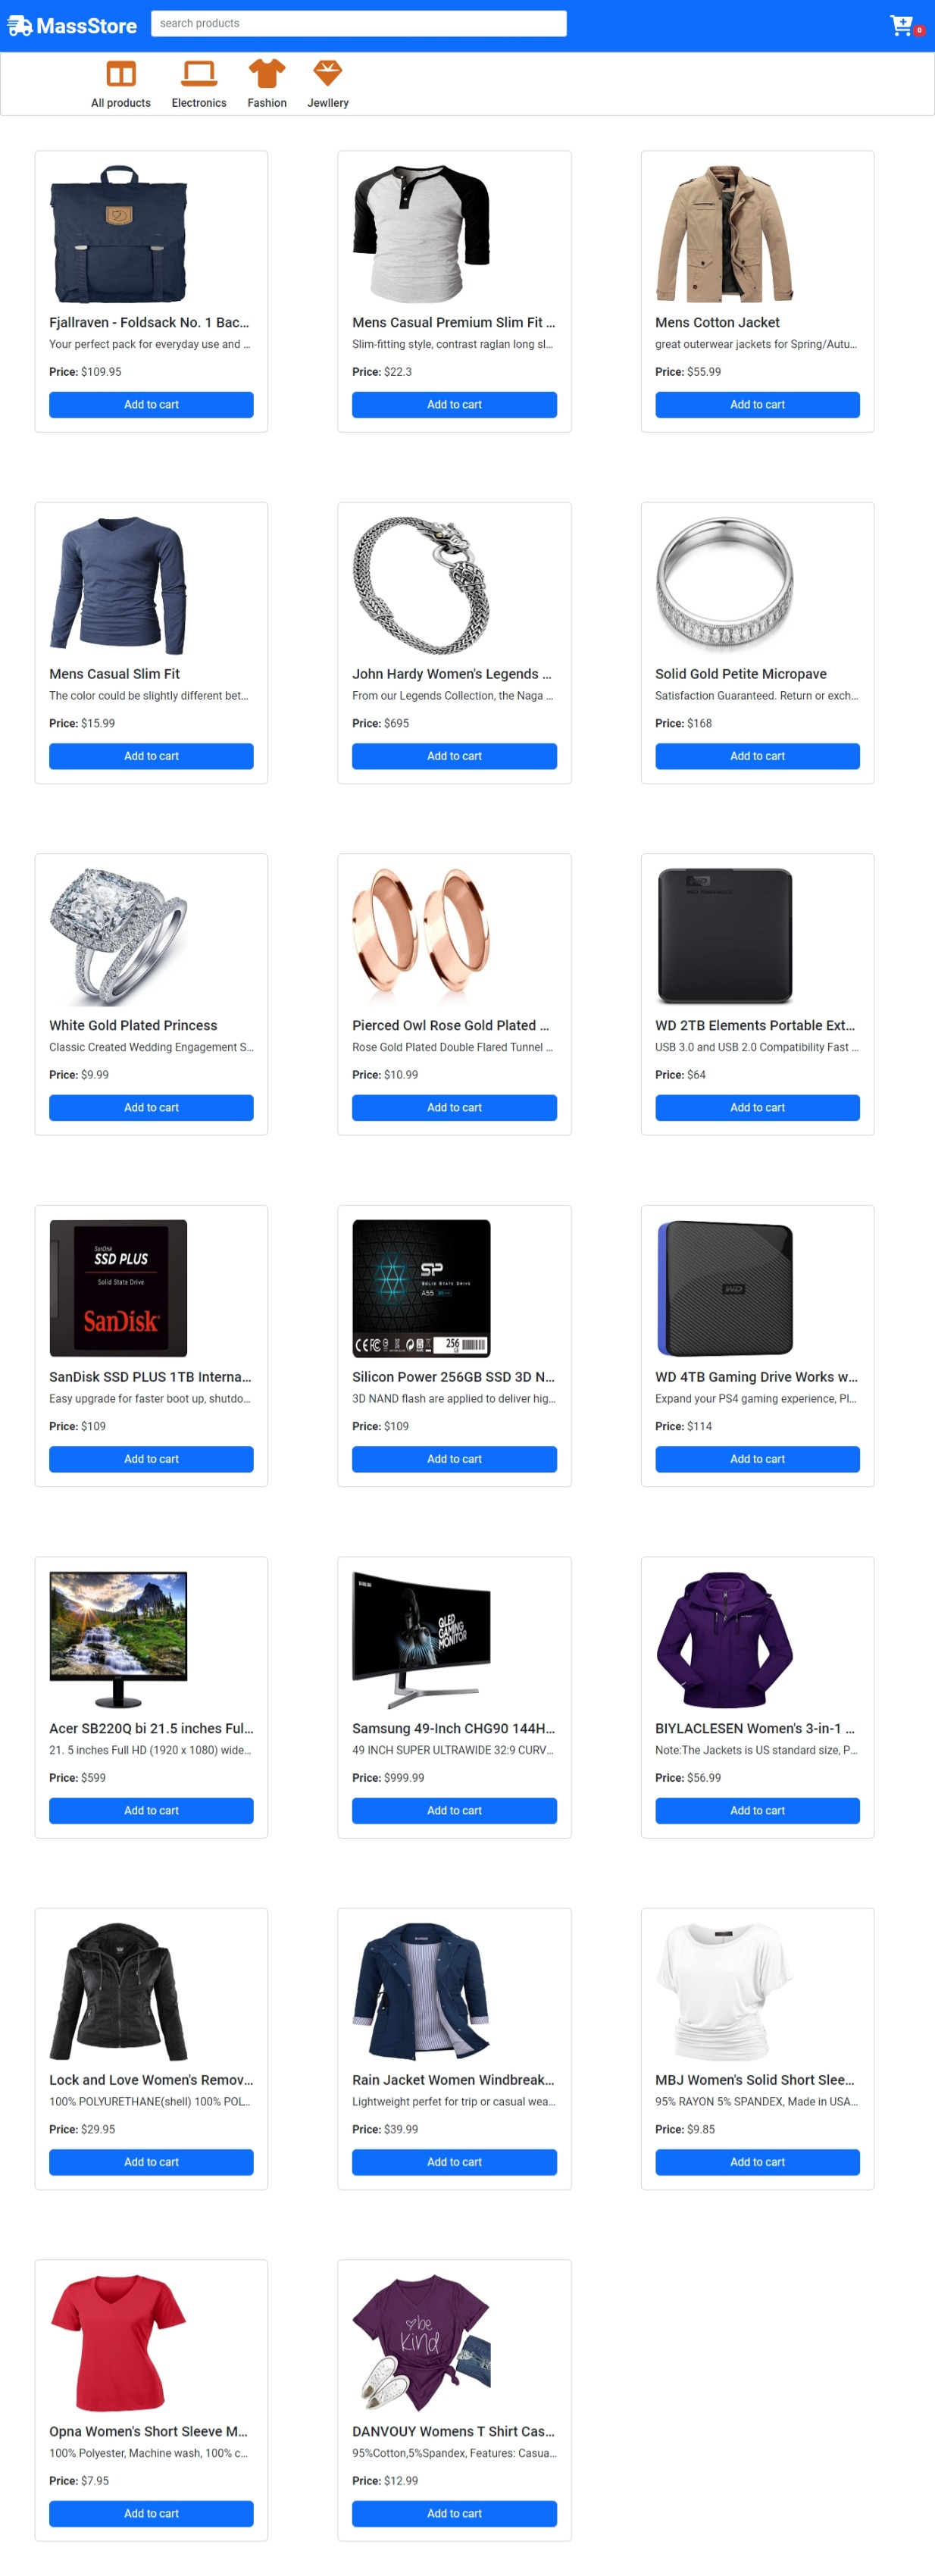 MassStore
search products
0
All products
Electronics
Fashion
Jewllery
Fjallraven - Foldsack No. 1 Bac...
Your perfect pack for everyday use and ...
Price: $109.95
Add to cart
Mens Casual Premium Slim Fit ...
Slim-fitting style, contrast raglan long sl...
Price: $22.3
Add to cart
Mens Cotton Jacket
great outerwear jackets for Spring/Autu...
Price: $55.99
Add to cart
Mens Casual Slim Fit
The color could be slightly different bet...
Price: $15.99
Add to cart
John Hardy Women's Legends ...
From our Legends Collection, the Naga ...
Price: $695
Add to cart
Solid Gold Petite Micropave
Satisfaction Guaranteed. Return or exch...
Price: $168
Add to cart
White Gold Plated Princess
Classic Created Wedding Engagement S...
Price: $9.99
Add to cart
Pierced Owl Rose Gold Plated ...
Rose Gold Plated Double Flared Tunnel ...
Price: $10.99
Add to cart
WD Elements
WD 2TB Elements Portable Ext...
USB 3.0 and USB 2.0 Compatibility Fast ...
Price: $64
Add to cart
SanDisk
SSD PLUS
Solid State Drive
SanDisk
SanDisk SSD PLUS 1TB Interna...
Easy upgrade for faster boot up, shutdo...
Price: $109
Add to cart
SP
SOLID STATE DRIVE
A55
256
Silicon Power 256GB SSD 3D N...
3D NAND flash are applied to deliver hig...
Price: $109
Add to cart
WD
WD 4TB Gaming Drive Works w...
Expand your PS4 gaming experience, Pl...
Price: $114
Add to cart
Acer SB220Q bi 21.5 inches Ful...
21. 5 inches Full HD (1920 x 1080) wide...
Price: $599
Add to cart
QLED
GAMING
MONITOR
Samsung 49-Inch CHG90 144H...
49 INCH SUPER ULTRAWIDE 32:9 CURV...
Price: $999.99
Add to cart
BIYLACLESEN Women's 3-in-1 ...
Note:The Jackets is US standard size, P...
Price: $56.99
Add to cart
Lock and Love Women's Remov...
100% POLYURETHANE(shell) 100% POL...
Price: $29.95
Add to cart
Rain Jacket Women Windbreak...
Lightweight perfet for trip or casual wea...
Price: $39.99
Add to cart
MBJ Women's Solid Short Slee...
95% RAYON 5% SPANDEX, Made in USA...
Price: $9.85
Add to cart
Opna Women's Short Sleeve M...
100% Polyester, Machine wash, 100% c...
Price: $7.95
Add to cart
be
kind
DANVOUY Womens T Shirt Cas...
95%Cotton,5%Spandex, Features: Casua...
Price: $12.99
Add to cart